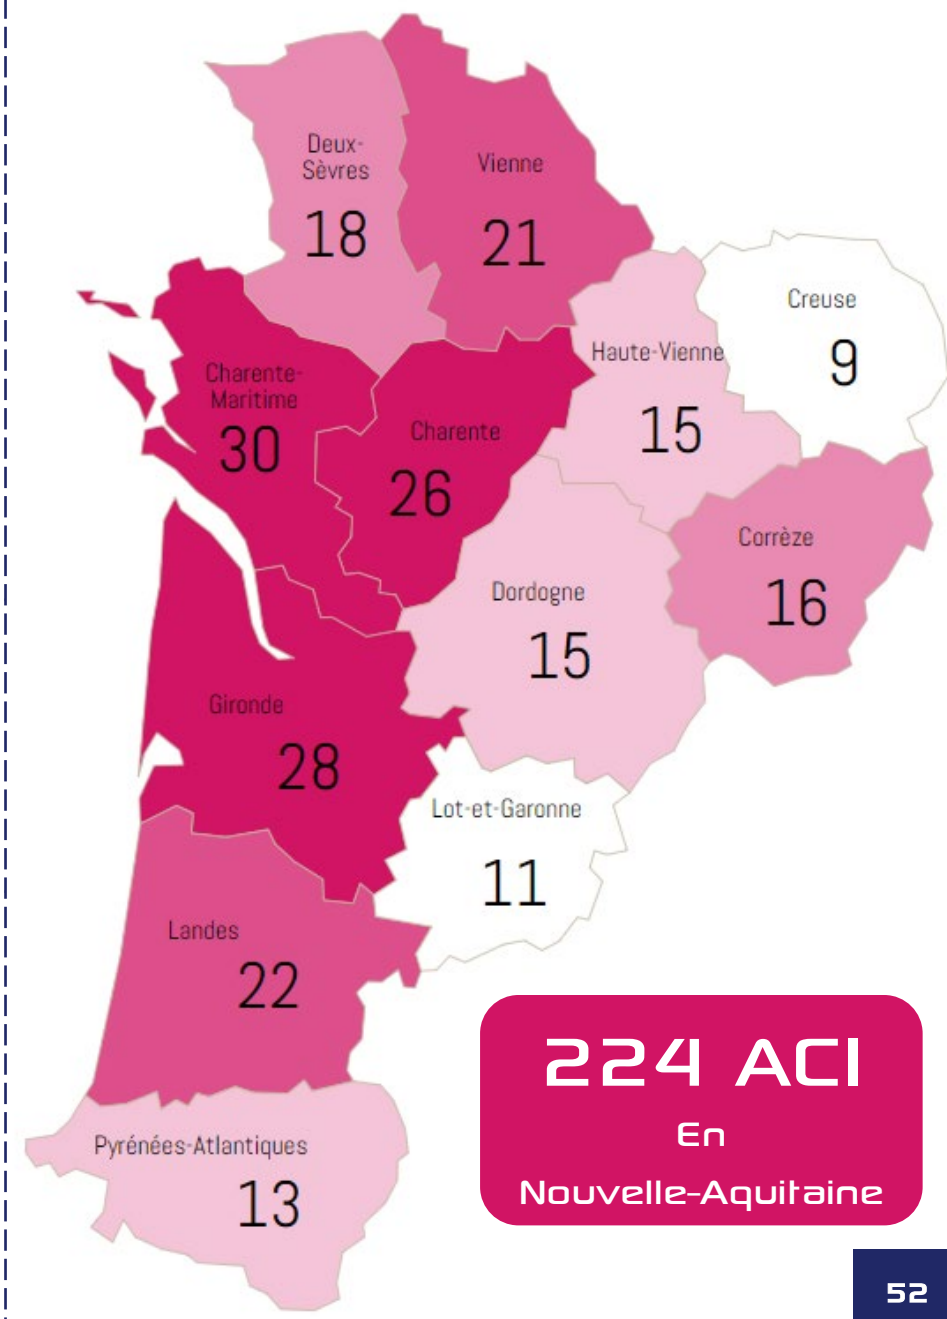 Deux-
Sèvres
18
Vienne
21
Creuse
9
Haute-Vienne
15
Charente-
Maritime
30
Charente
26
Corrèze
16
Dordogne
15
Gironde
28
Lot-et-Garonne
11
Landes
22
Pyrénées-Atlantiques
13
224 ACI
En
Nouvelle-Aquitaine
52